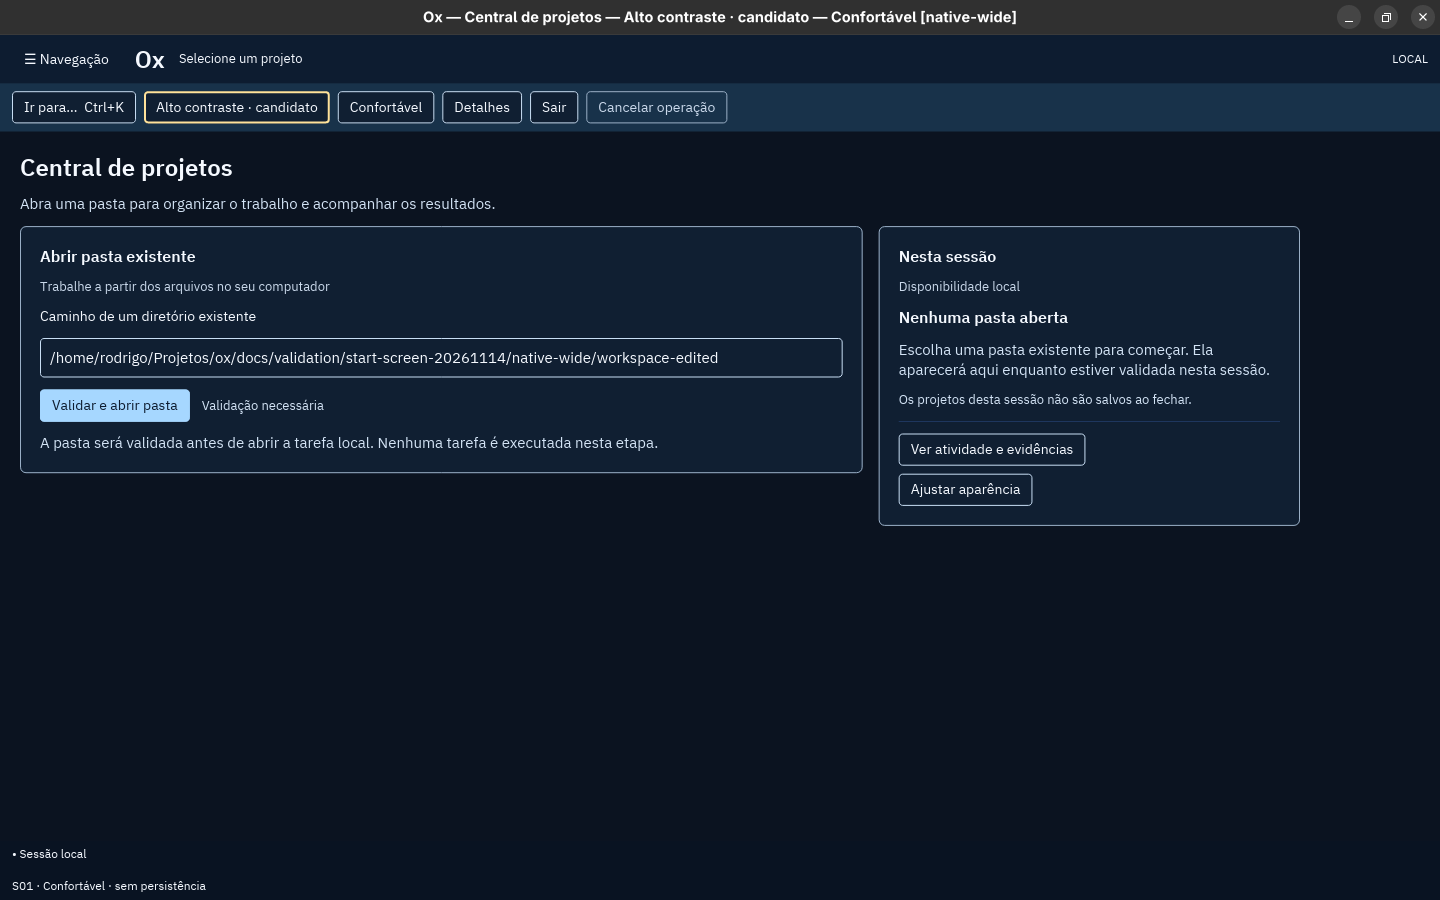 Ox — Central de projetos — Alto contraste · candidato — Confortável [native-wide]
☰ Navegação Ox Selecione um projeto LOCAL
Ir para... Ctrl+K Alto contraste · candidato Confortável Detalhes Sair Cancelar operação
Central de projetos
Abra uma pasta para organizar o trabalho e acompanhar os resultados.
Abrir pasta existente
Trabalhe a partir dos arquivos no seu computador
Caminho de um diretório existente
/home/rodrigo/Projetos/ox/docs/validation/start-screen-20261114/native-wide/workspace-edited
Validar e abrir pasta Validação necessária
A pasta será validada antes de abrir a tarefa local. Nenhuma tarefa é executada nesta etapa.
Nesta sessão
Disponibilidade local
Nenhuma pasta aberta
Escolha uma pasta existente para começar. Ela
aparecerá aqui enquanto estiver validada nesta sessão.
Os projetos desta sessão não são salvos ao fechar.
Ver atividade e evidências
Ajustar aparência
• Sessão local
S01 · Confortável · sem persistência